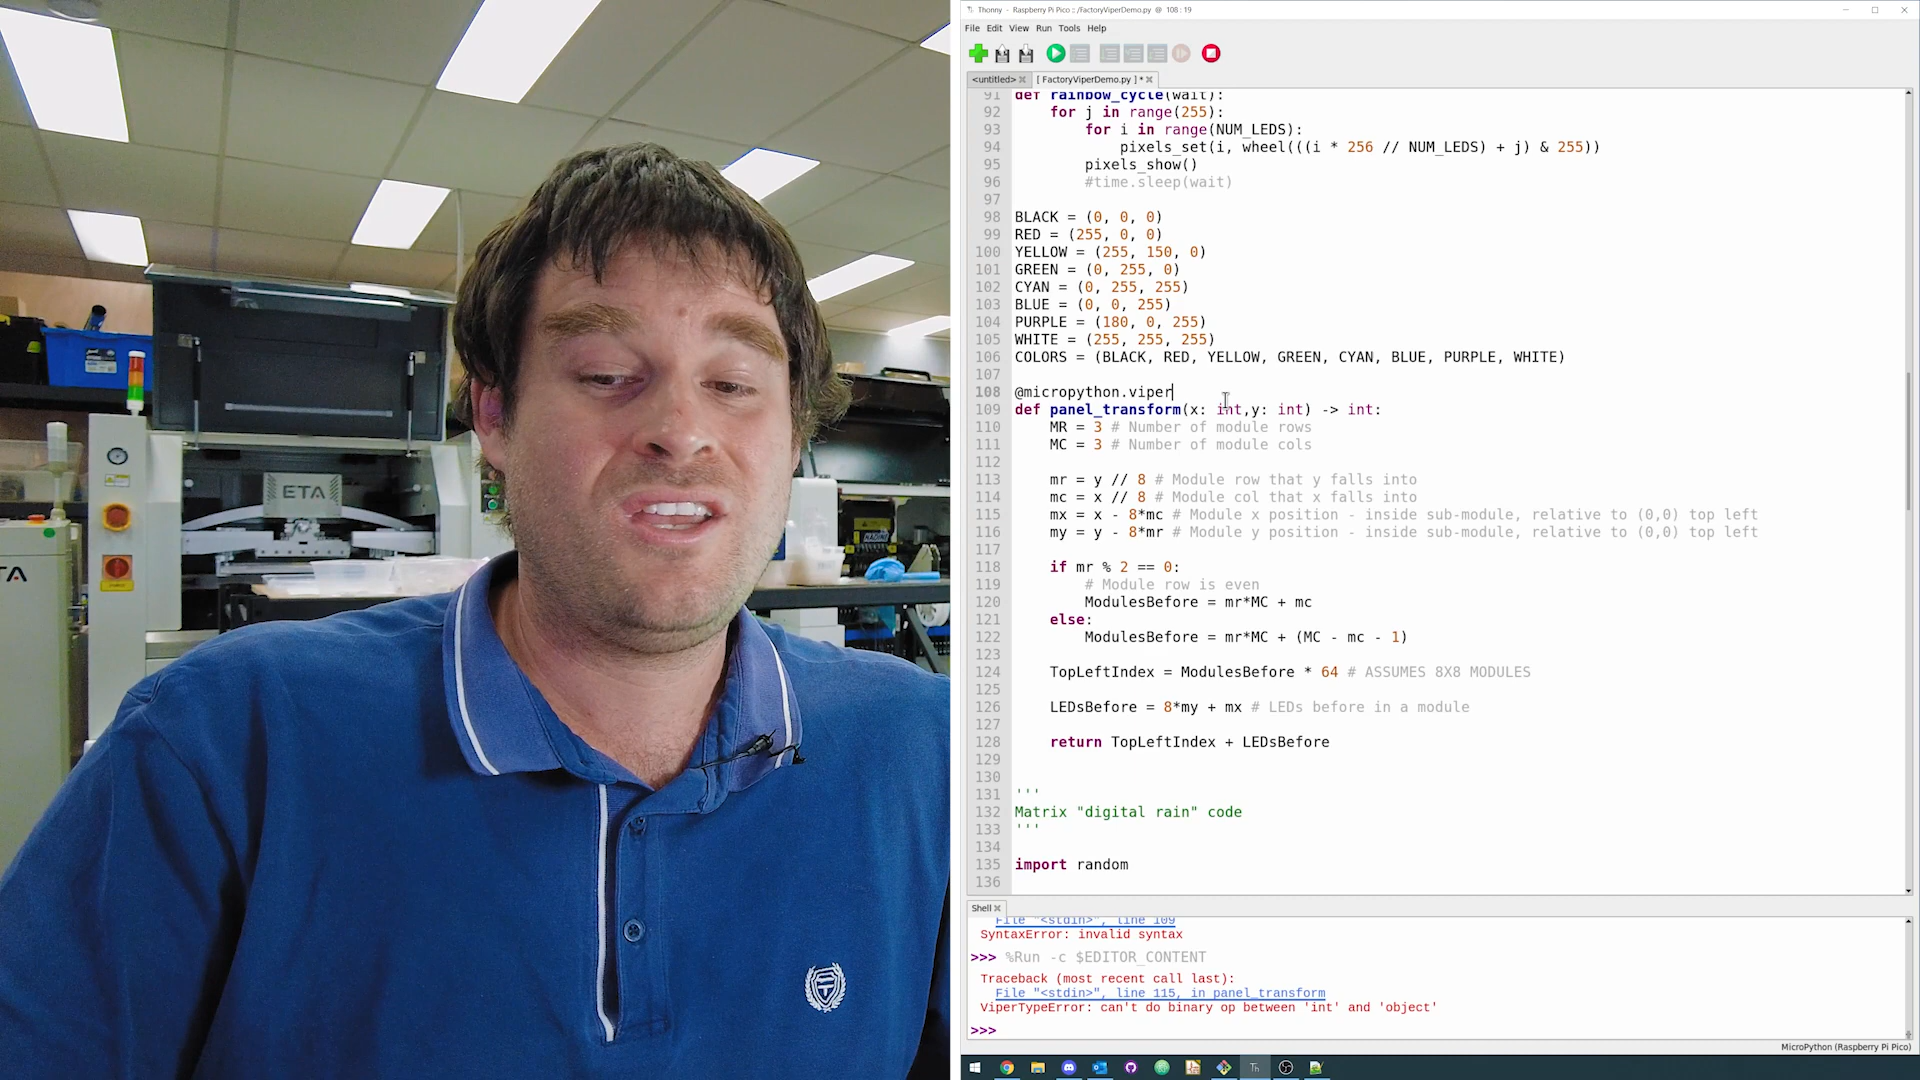 ETA
TA
Thonny - Raspberry Pi Pico :: /FactoryViperDemo.py @ 108 : 19
File Edit View Run Tools Help
<untitled> [ FactoryViperDemo.py ] *
91 def rainbow_cycle(wait):
92 for j in range(255):
93 for i in range(NUM_LEDS):
94 pixels_set(i, wheel(((i * 256 // NUM_LEDS) + j) & 255))
95 pixels_show()
96 #time.sleep(wait)
97
98 BLACK = (0, 0, 0)
99 RED = (255, 0, 0)
100 YELLOW = (255, 150, 0)
101 GREEN = (0, 255, 0)
102 CYAN = (0, 255, 255)
103 BLUE = (0, 0, 255)
104 PURPLE = (180, 0, 255)
105 WHITE = (255, 255, 255)
106 COLORS = (BLACK, RED, YELLOW, GREEN, CYAN, BLUE, PURPLE, WHITE)
107
108 @micropython.viper
109 def panel_transform(x: int,y: int) -> int:
110 MR = 3 # Number of module rows
111 MC = 3 # Number of module cols
112
113 mr = y // 8 # Module row that y falls into
114 mc = x // 8 # Module col that x falls into
115 mx = x - 8*mc # Module x position - inside sub-module, relative to (0,0) top left
116 my = y - 8*mr # Module y position - inside sub-module, relative to (0,0) top left
117
118 if mr % 2 == 0:
119 # Module row is even
120 ModulesBefore = mr*MC + mc
121 else:
122 ModulesBefore = mr*MC + (MC - mc - 1)
123
124 TopLeftIndex = ModulesBefore * 64 # ASSUMES 8X8 MODULES
125
126 LEDsBefore = 8*my + mx # LEDs before in a module
127
128 return TopLeftIndex + LEDsBefore
129
130
131 '''
132 Matrix "digital rain" code
133 '''
134
135 import random
136
Shell
File "<stdin>", line 109
SyntaxError: invalid syntax
>>> %Run -c $EDITOR_CONTENT
Traceback (most recent call last):
File "<stdin>", line 115, in panel_transform
ViperTypeError: can't do binary op between 'int' and 'object'
>>>
MicroPython (Raspberry Pi Pico)
Th